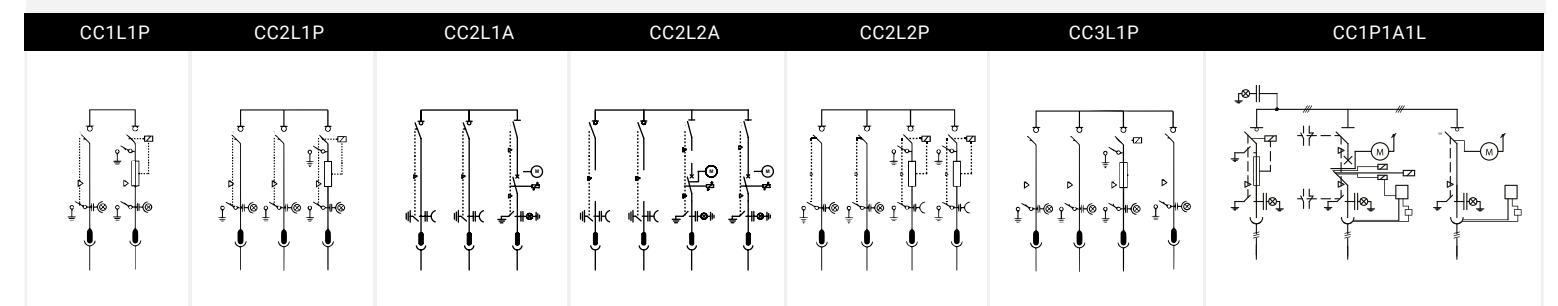 CC1L1P CC2L1P CC2L1A CC2L2A CC2L2P CC3L1P CC1P1A1L
M M M M M